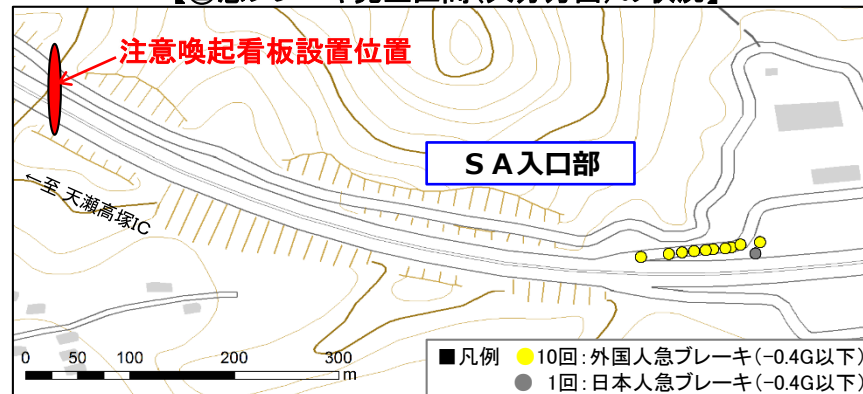 注意喚起看板設置位置
SA入口部
←至 天瀬高塚IC
0 50 100 200 300
m
■凡例 10回:外国人急ブレーキ(-0.4G以下)
1回:日本人急ブレーキ(-0.4G以下)